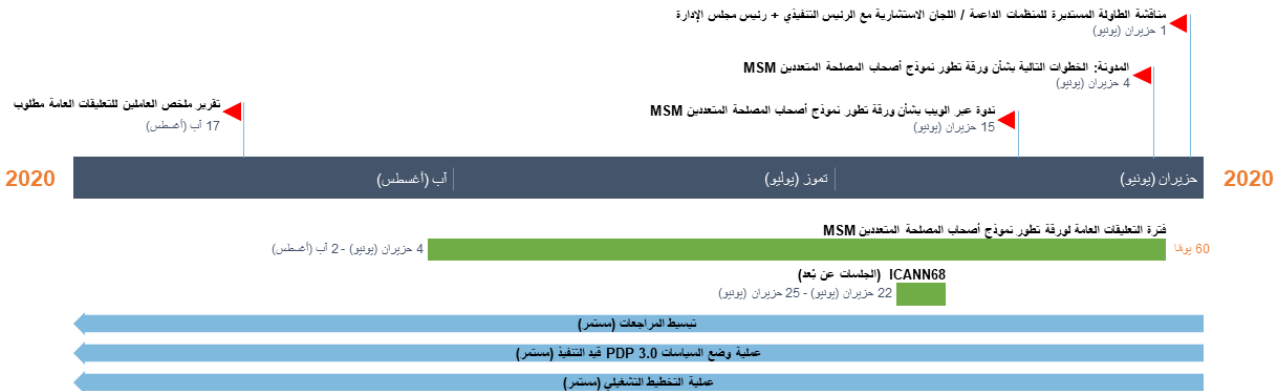 مناقشة الطاولة المستديرة للمنظمات الداعمة / اللجان الاستشارية مع الرئيس التنفيذي + رئيس مجلس الإدارة
1 حزيران (يونيو)
المدونة: الخطوات التالية بشأن ورقة تطور نموذج أصحاب المصلحة المتعددين MSM
4 حزيران (يونيو)
ندوة عبر الويب بشأن ورقة تطور نموذج أصحاب المصلحة المتعددين MSM
15 حزيران (يونيو)
تقرير ملخص العاملين للتعليقات العامة مطلوب
17 آب (أغسطس)
2020
حزيران (يونيو)
تموز (يوليو)
آب (أغسطس)
2020
فترة التعليقات العامة لورقة تطور نموذج أصحاب المصلحة المتعددين MSM
60 يومًا
4 حزيران (يونيو) - 2 آب (أغسطس)
ICANN68 (الجلسات عن بُعد)
22 حزيران (يونيو) - 25 حزيران (يونيو)
تبسيط المراجعات (مستمر)
عملية وضع السياسات PDP 3.0 قيد التنفيذ (مستمر)
عملية التخطيط التشغيلي (مستمر)